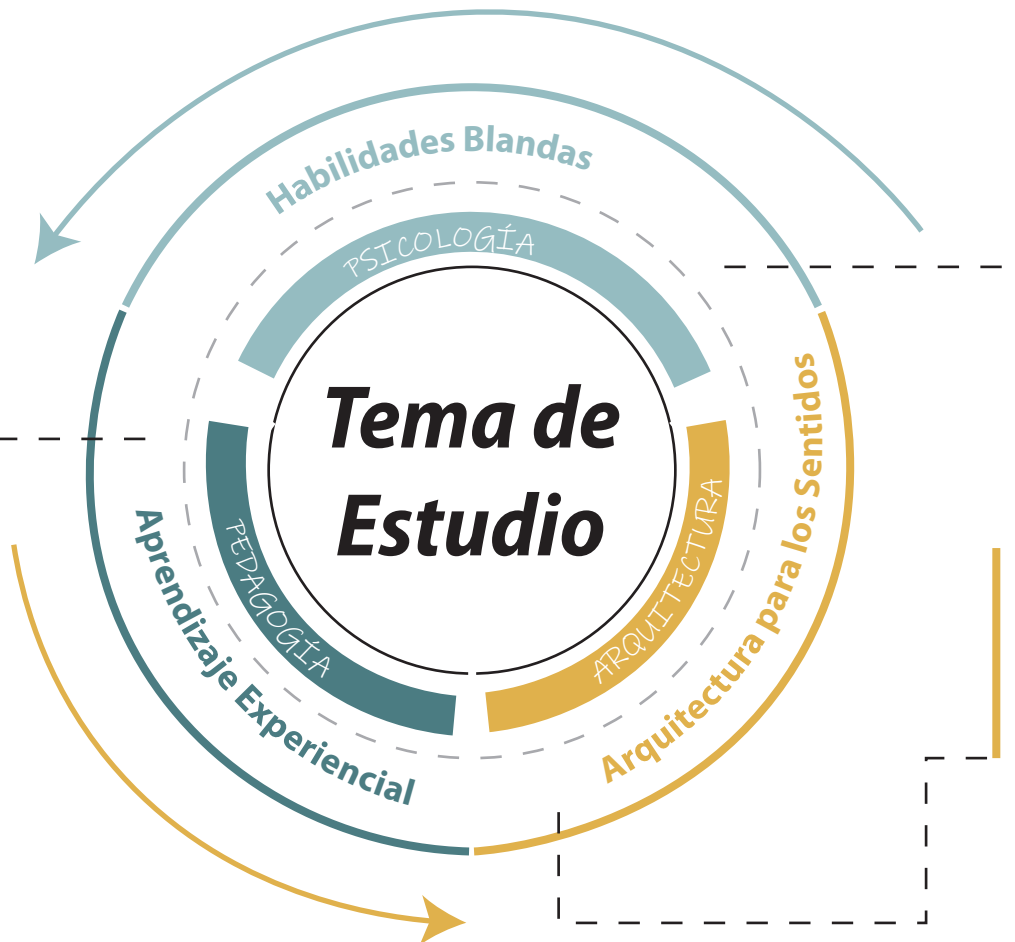 Habilidades Blandas
PSICOLOGÍA
Tema de
Estudio
PEDAGOGÍA
Aprendizaje Experiencial
ARQUITECTURA
Arquitectura para los Sentidos